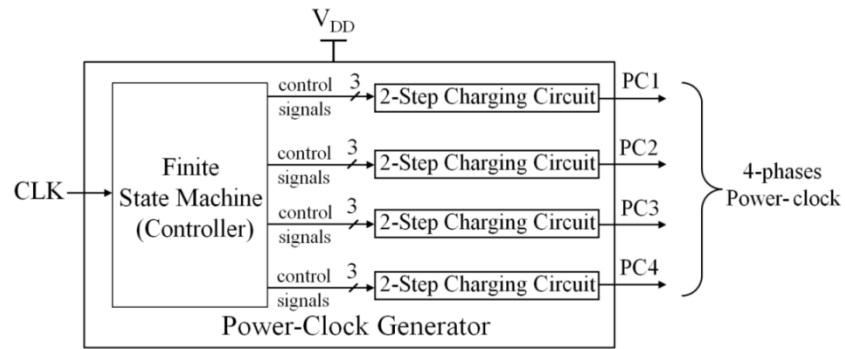 V_DD
control 3
signals
2-Step Charging Circuit
PC1
control 3
signals
2-Step Charging Circuit
PC2
Finite
State Machine
(Controller)
CLK
4-phases
Power-clock
control 3
signals
2-Step Charging Circuit
PC3
control 3
signals
2-Step Charging Circuit
PC4
Power-Clock Generator